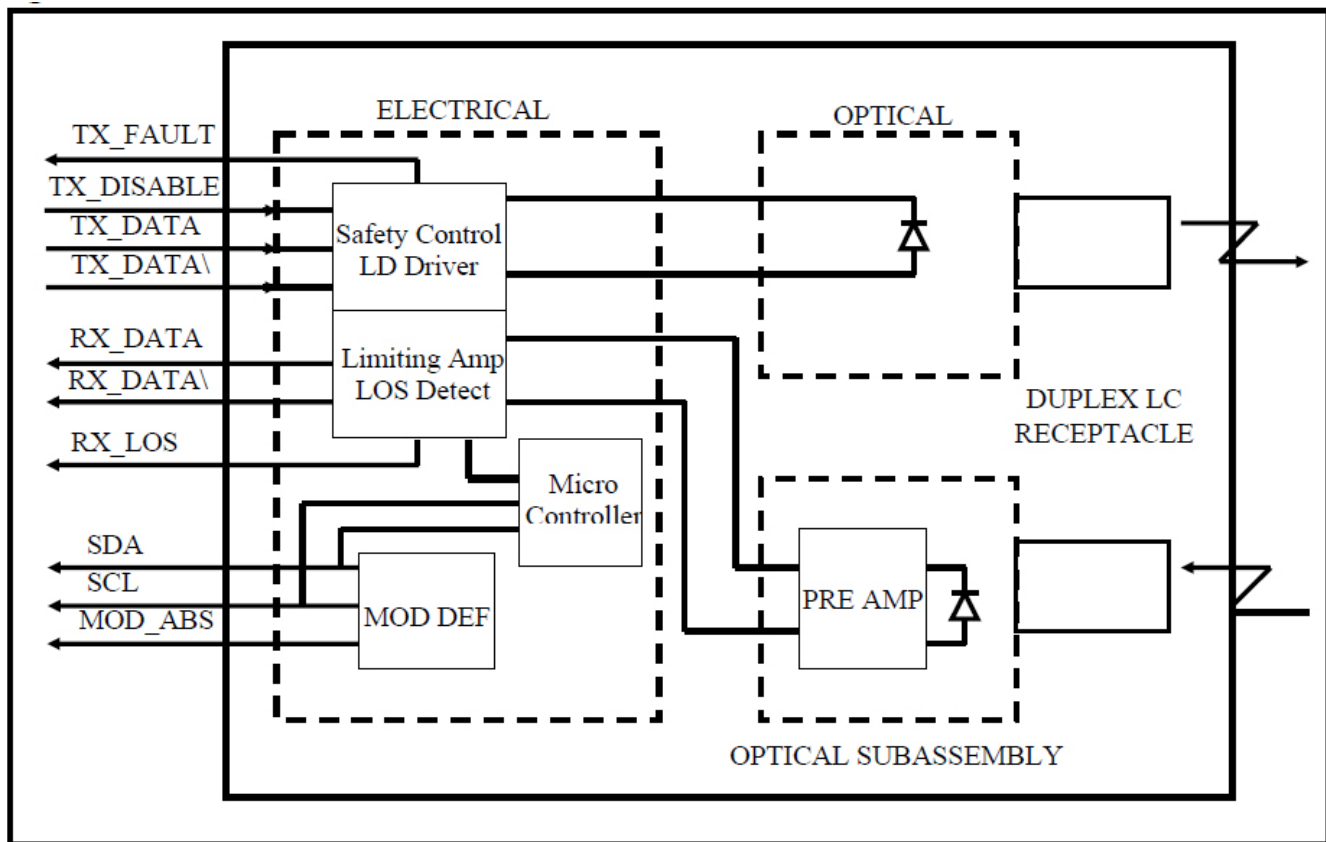 ELECTRICAL
OPTICAL
TX_FAULT
TX_DISABLE
TX_DATA
TX_DATA\
RX_DATA
RX_DATA\
RX_LOS
SDA
SCL
MOD_ABS
Safety Control
LD Driver
Limiting Amp
LOS Detect
Micro
Controller
MOD DEF
PRE AMP
DUPLEX LC
RECEPTACLE
OPTICAL SUBASSEMBLY